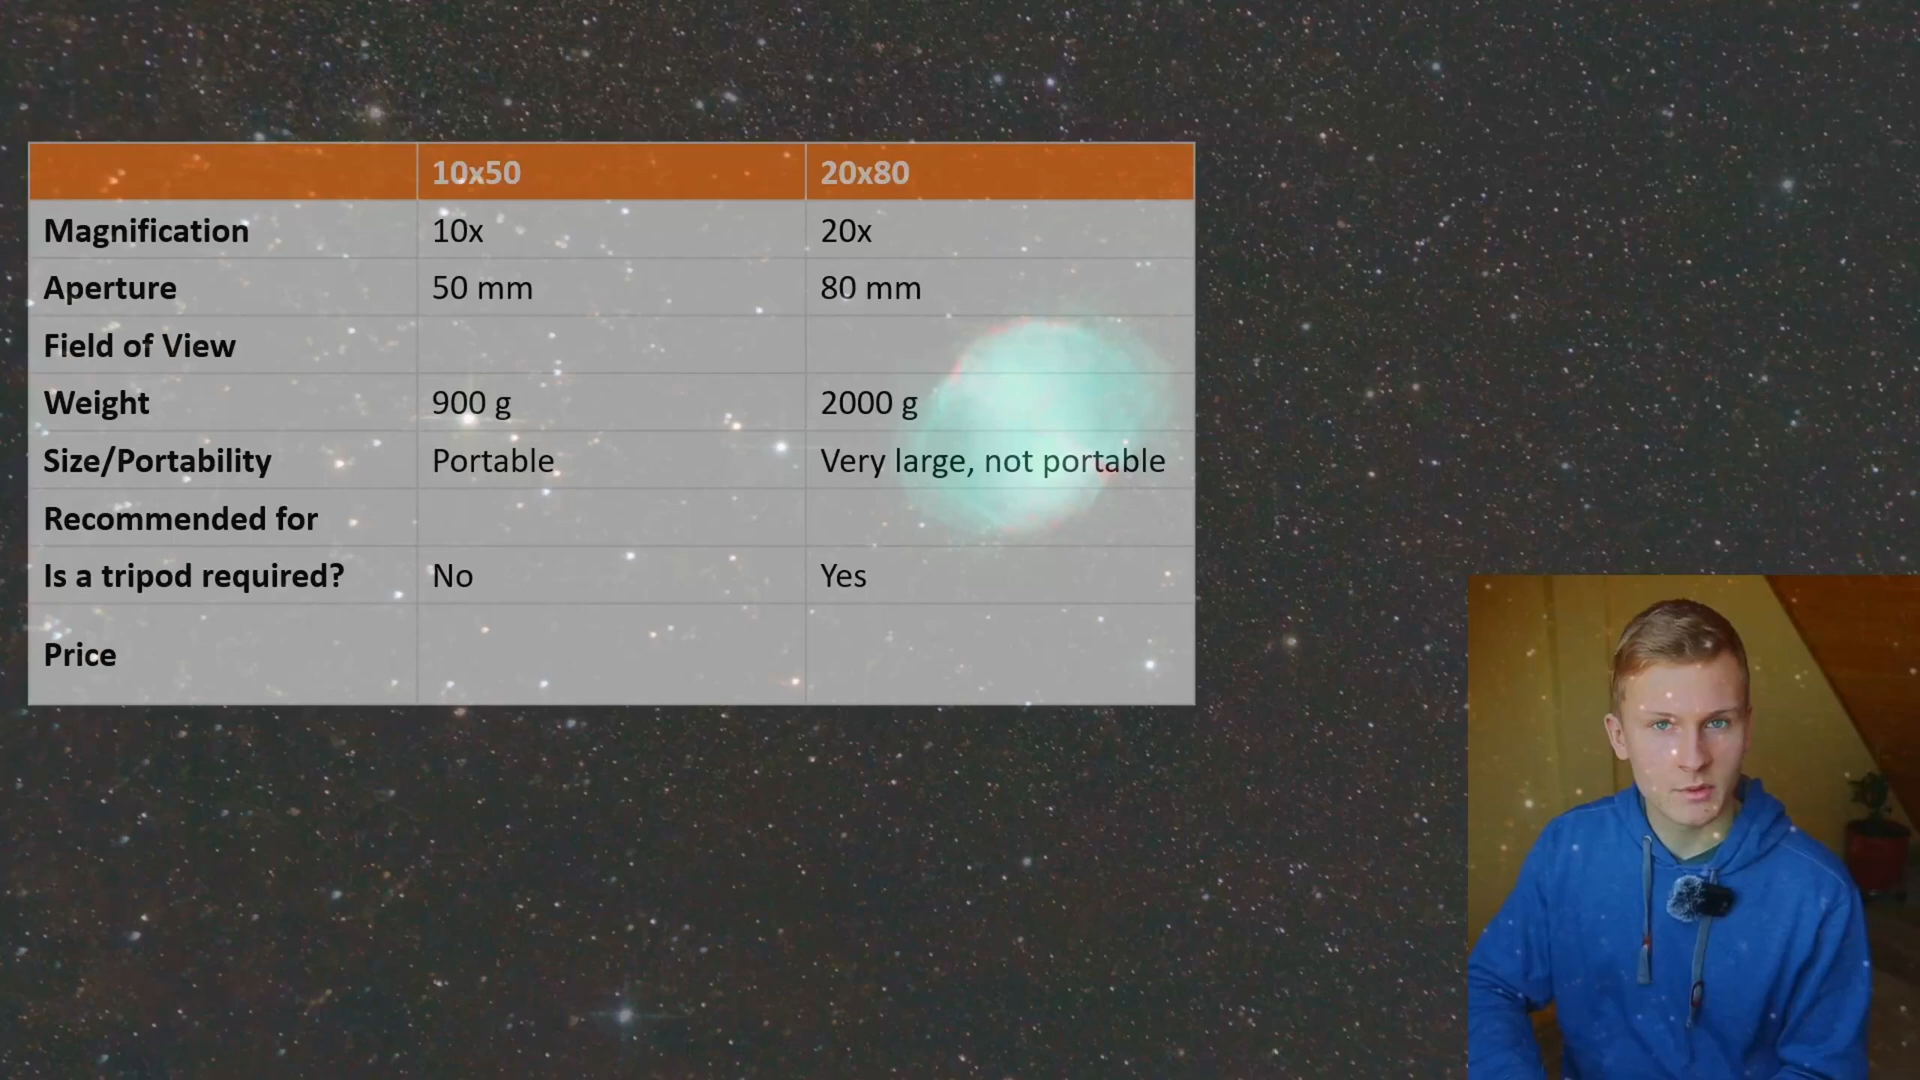 10x50 20x80
Magnification 10x 20x
Aperture 50 mm 80 mm
Field of View
Weight 900 g 2000 g
Size/Portability Portable Very large, not portable
Recommended for
Is a tripod required? No Yes
Price